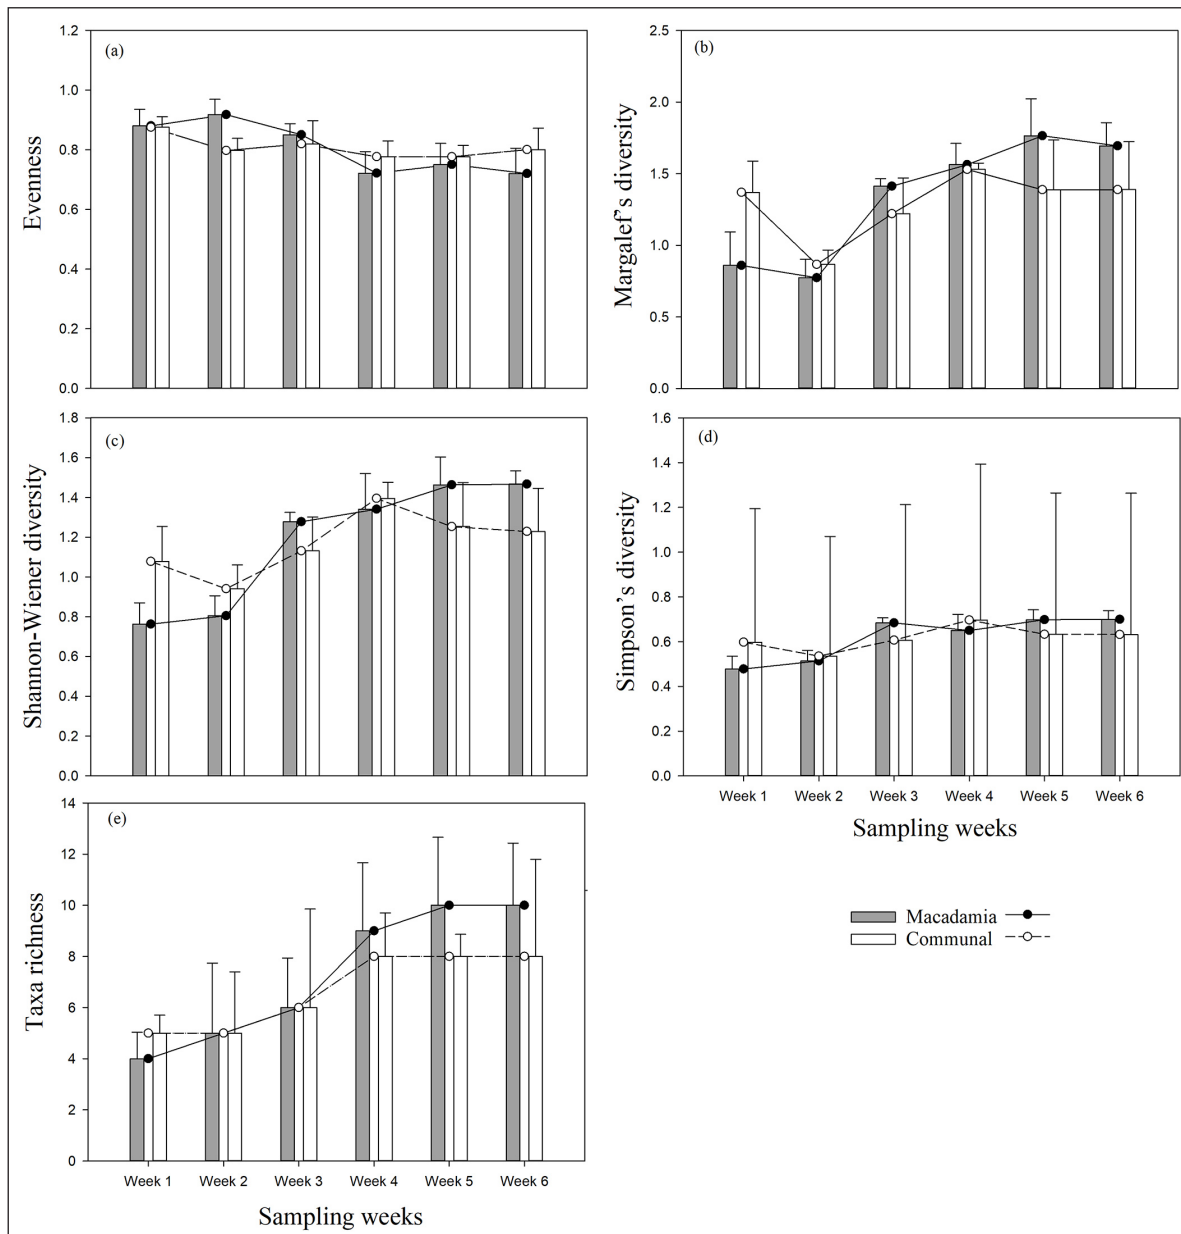 (a)
Evenness
1.2
1.0
0.8
0.6
0.4
0.2
0.0
(b)
Margalef's diversity
2.5
2.0
1.5
1.0
0.5
0.0
(c)
Shannon-Wiener diversity
1.8
1.6
1.4
1.2
1.0
0.8
0.6
0.4
0.2
0.0
(d)
Simpson's diversity
1.6
1.4
1.2
1.0
0.8
0.6
0.4
0.2
0.0
Week 1 Week 2 Week 3 Week 4 Week 5 Week 6
Sampling weeks
(e)
Taxa richness
14
12
10
8
6
4
2
0
Week 1 Week 2 Week 3 Week 4 Week 5 Week 6
Sampling weeks
Macadamia
Communal